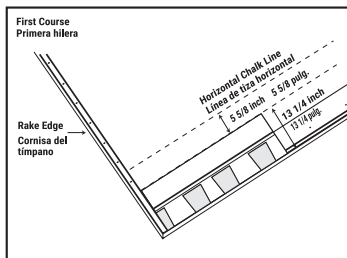 First Course
Primera hilera
Horizontal Chalk Line
Línea de tiza horizontal
5 5/8 inch
5 5/8 pulg.
13 1/4 inch
13 1/4 pulg.
Rake Edge
Cornisa del
tímpano